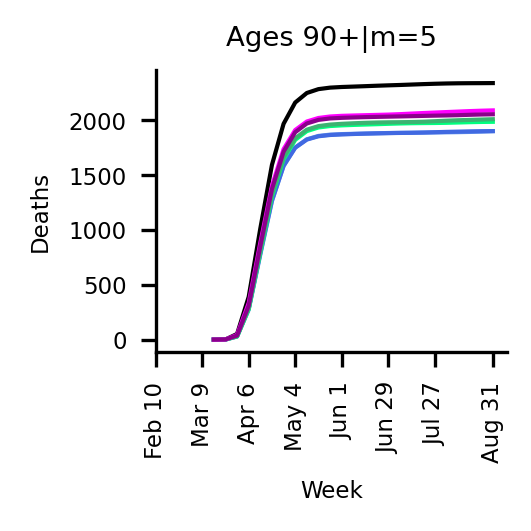 Ages 90+|m=5
Deaths
2000
1500
1000
500
0
Feb 10
Mar 9
Apr 6
May 4
Jun 1
Jun 29
Jul 27
Aug 31
Week